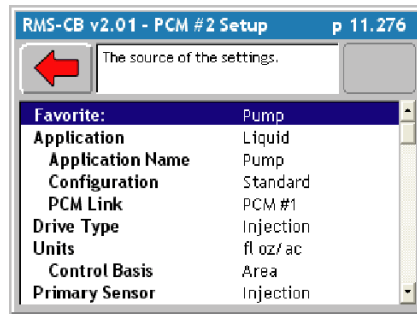 RMS-CB v2.01 - PCM #2 Setup p 11.276
The source of the settings.
Favorite: Pump
Application Liquid
Application Name Pump
Configuration Standard
PCM Link PCM #1
Drive Type Injection
Units fl oz/ac
Control Basis Area
Primary Sensor Injection